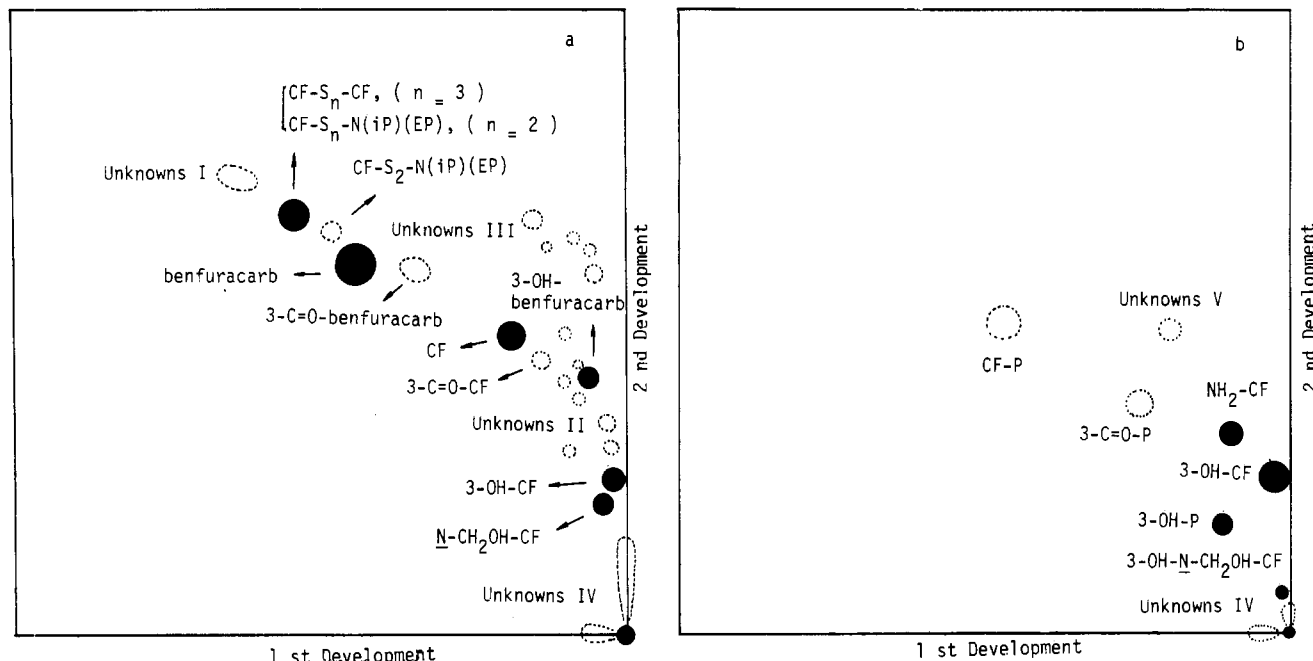 a
CF-Sn-CF, ( n = 3 )
CF-Sn-N(iP)(EP), ( n = 2 )
CF-S2-N(iP)(EP)
Unknowns I
Unknowns III
benfuracarb
3-C=O-benfuracarb
3-OH-
benfuracarb
CF
3-C=O-CF
Unknowns II
3-OH-CF
N-CH2OH-CF
Unknowns IV
1 st Development
2 nd Development
b
Unknowns V
CF-P
NH2-CF
3-C=O-P
3-OH-CF
3-OH-P
3-OH-N-CH2OH-CF
Unknowns IV
1 st Development
2 nd Development